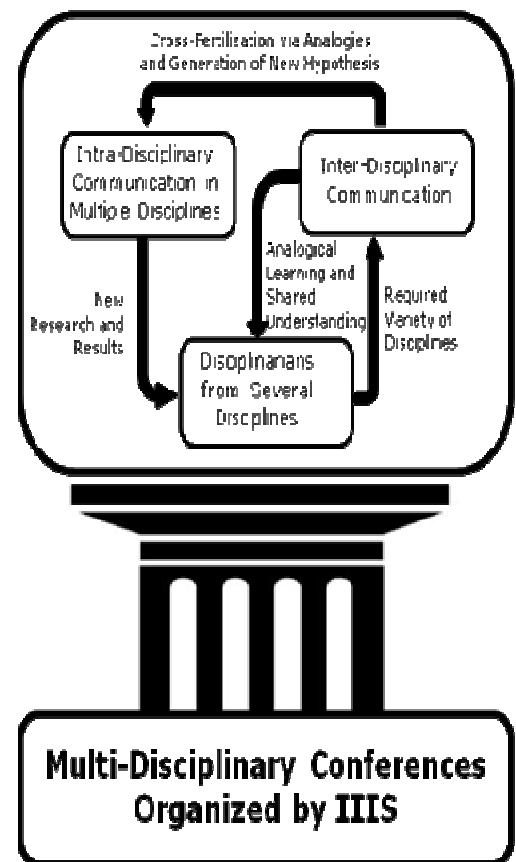 Cross-Fertilization via Analogies
and Generation of New Hypothesis
Intra-Disciplinary
Communication in
Multiple Disciplines
Inter-Disciplinary
Communication
Analogical
Learning and
Shared
Understanding
Required
Variety of
Disciplines
New
Research and
Results
Disciplinarians
from Several
Disciplines
Multi-Disciplinary Conferences
Organized by IIIS